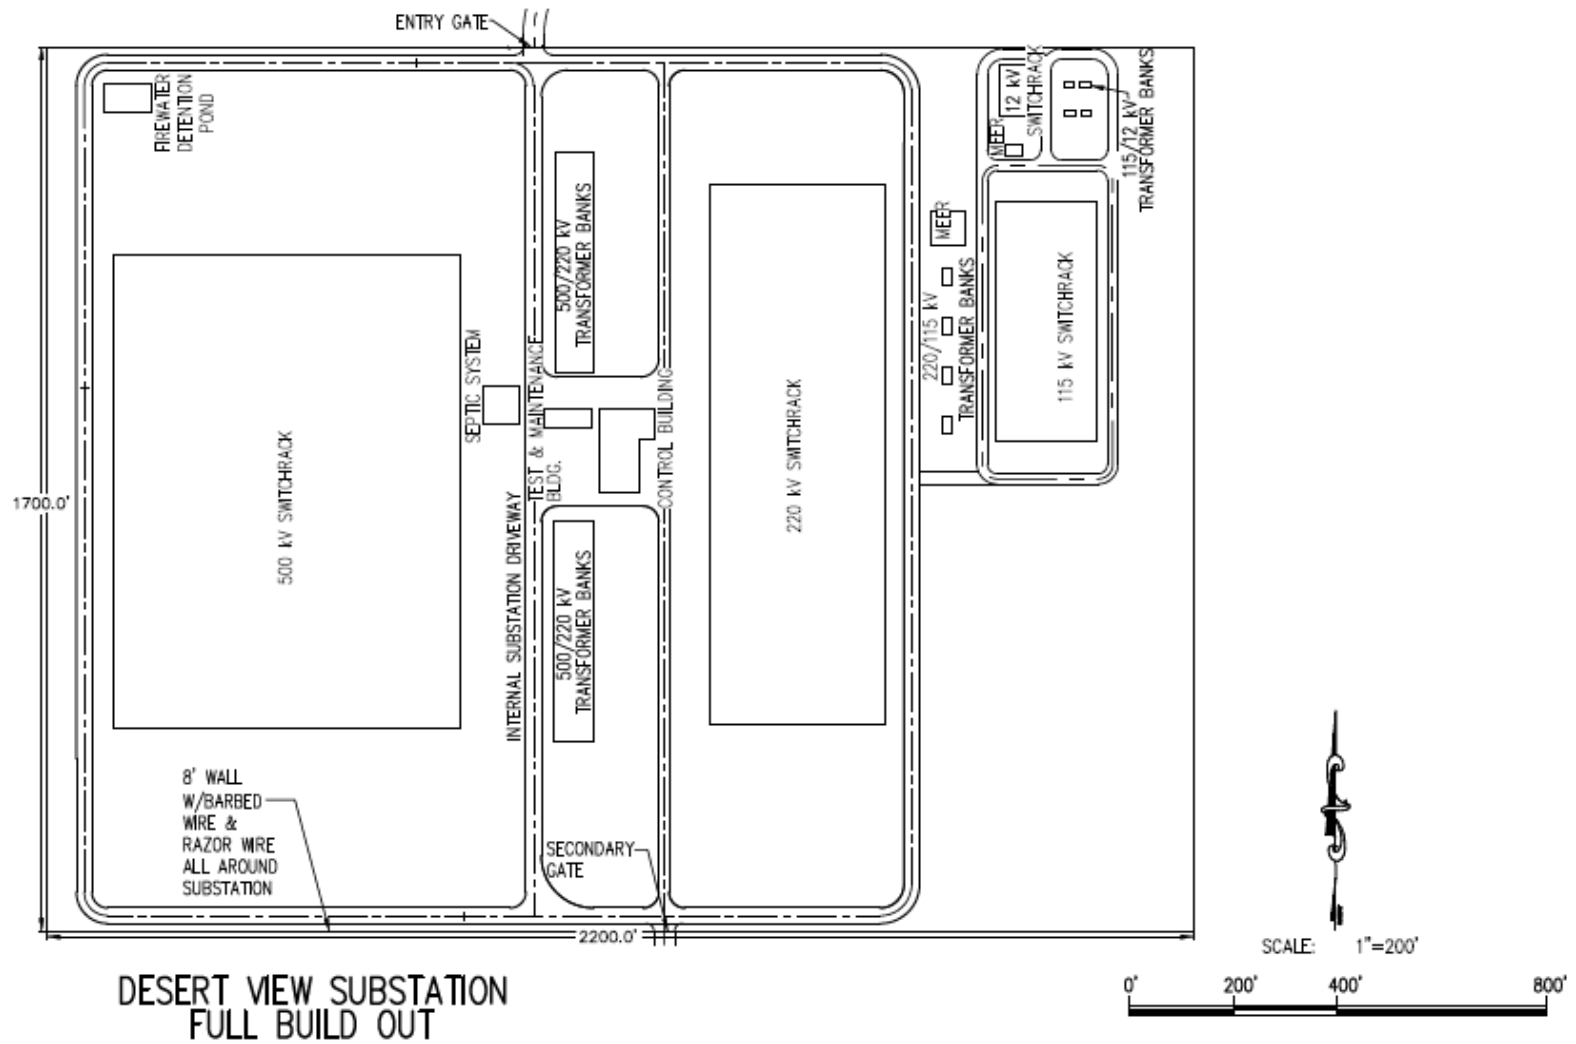 ENTRY GATE
FIREWATER
DETENTION
POND
500/220 kV
TRANSFORMER BANKS
MEER
12 kV
SWITCHRACK
115/12 kV
TRANSFORMER BANKS
MEER
220/115 kV
TRANSFORMER BANKS
115 kV SWITCHRACK
SEPTIC SYSTEM
TEST & MAINTENANCE
BLDG.
CONTROL BUILDING
500 kV SWITCHRACK
220 kV SWITCHRACK
1700.0'
INTERNAL SUBSTATION DRIVEWAY
500/220 kV
TRANSFORMER BANKS
8' WALL
W/BARBED
WIRE &
RAZOR WIRE
ALL AROUND
SUBSTATION
SECONDARY
GATE
2200.0'
SCALE: 1"=200'
0' 200' 400' 800'
DESERT VIEW SUBSTATION
FULL BUILD OUT